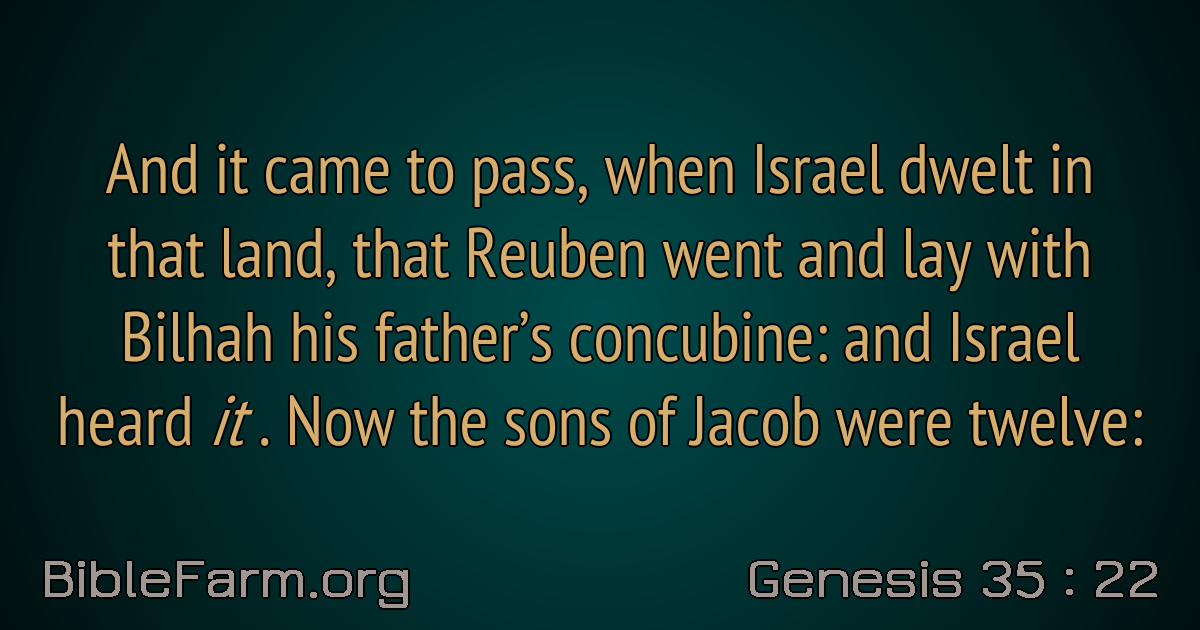 And it came to pass, when Israel dwelt in
that land, that Reuben went and lay with
Bilhah his father’s concubine: and Israel
heard it . Now the sons of Jacob were twelve:
BibleFarm.org
Genesis 35 : 22